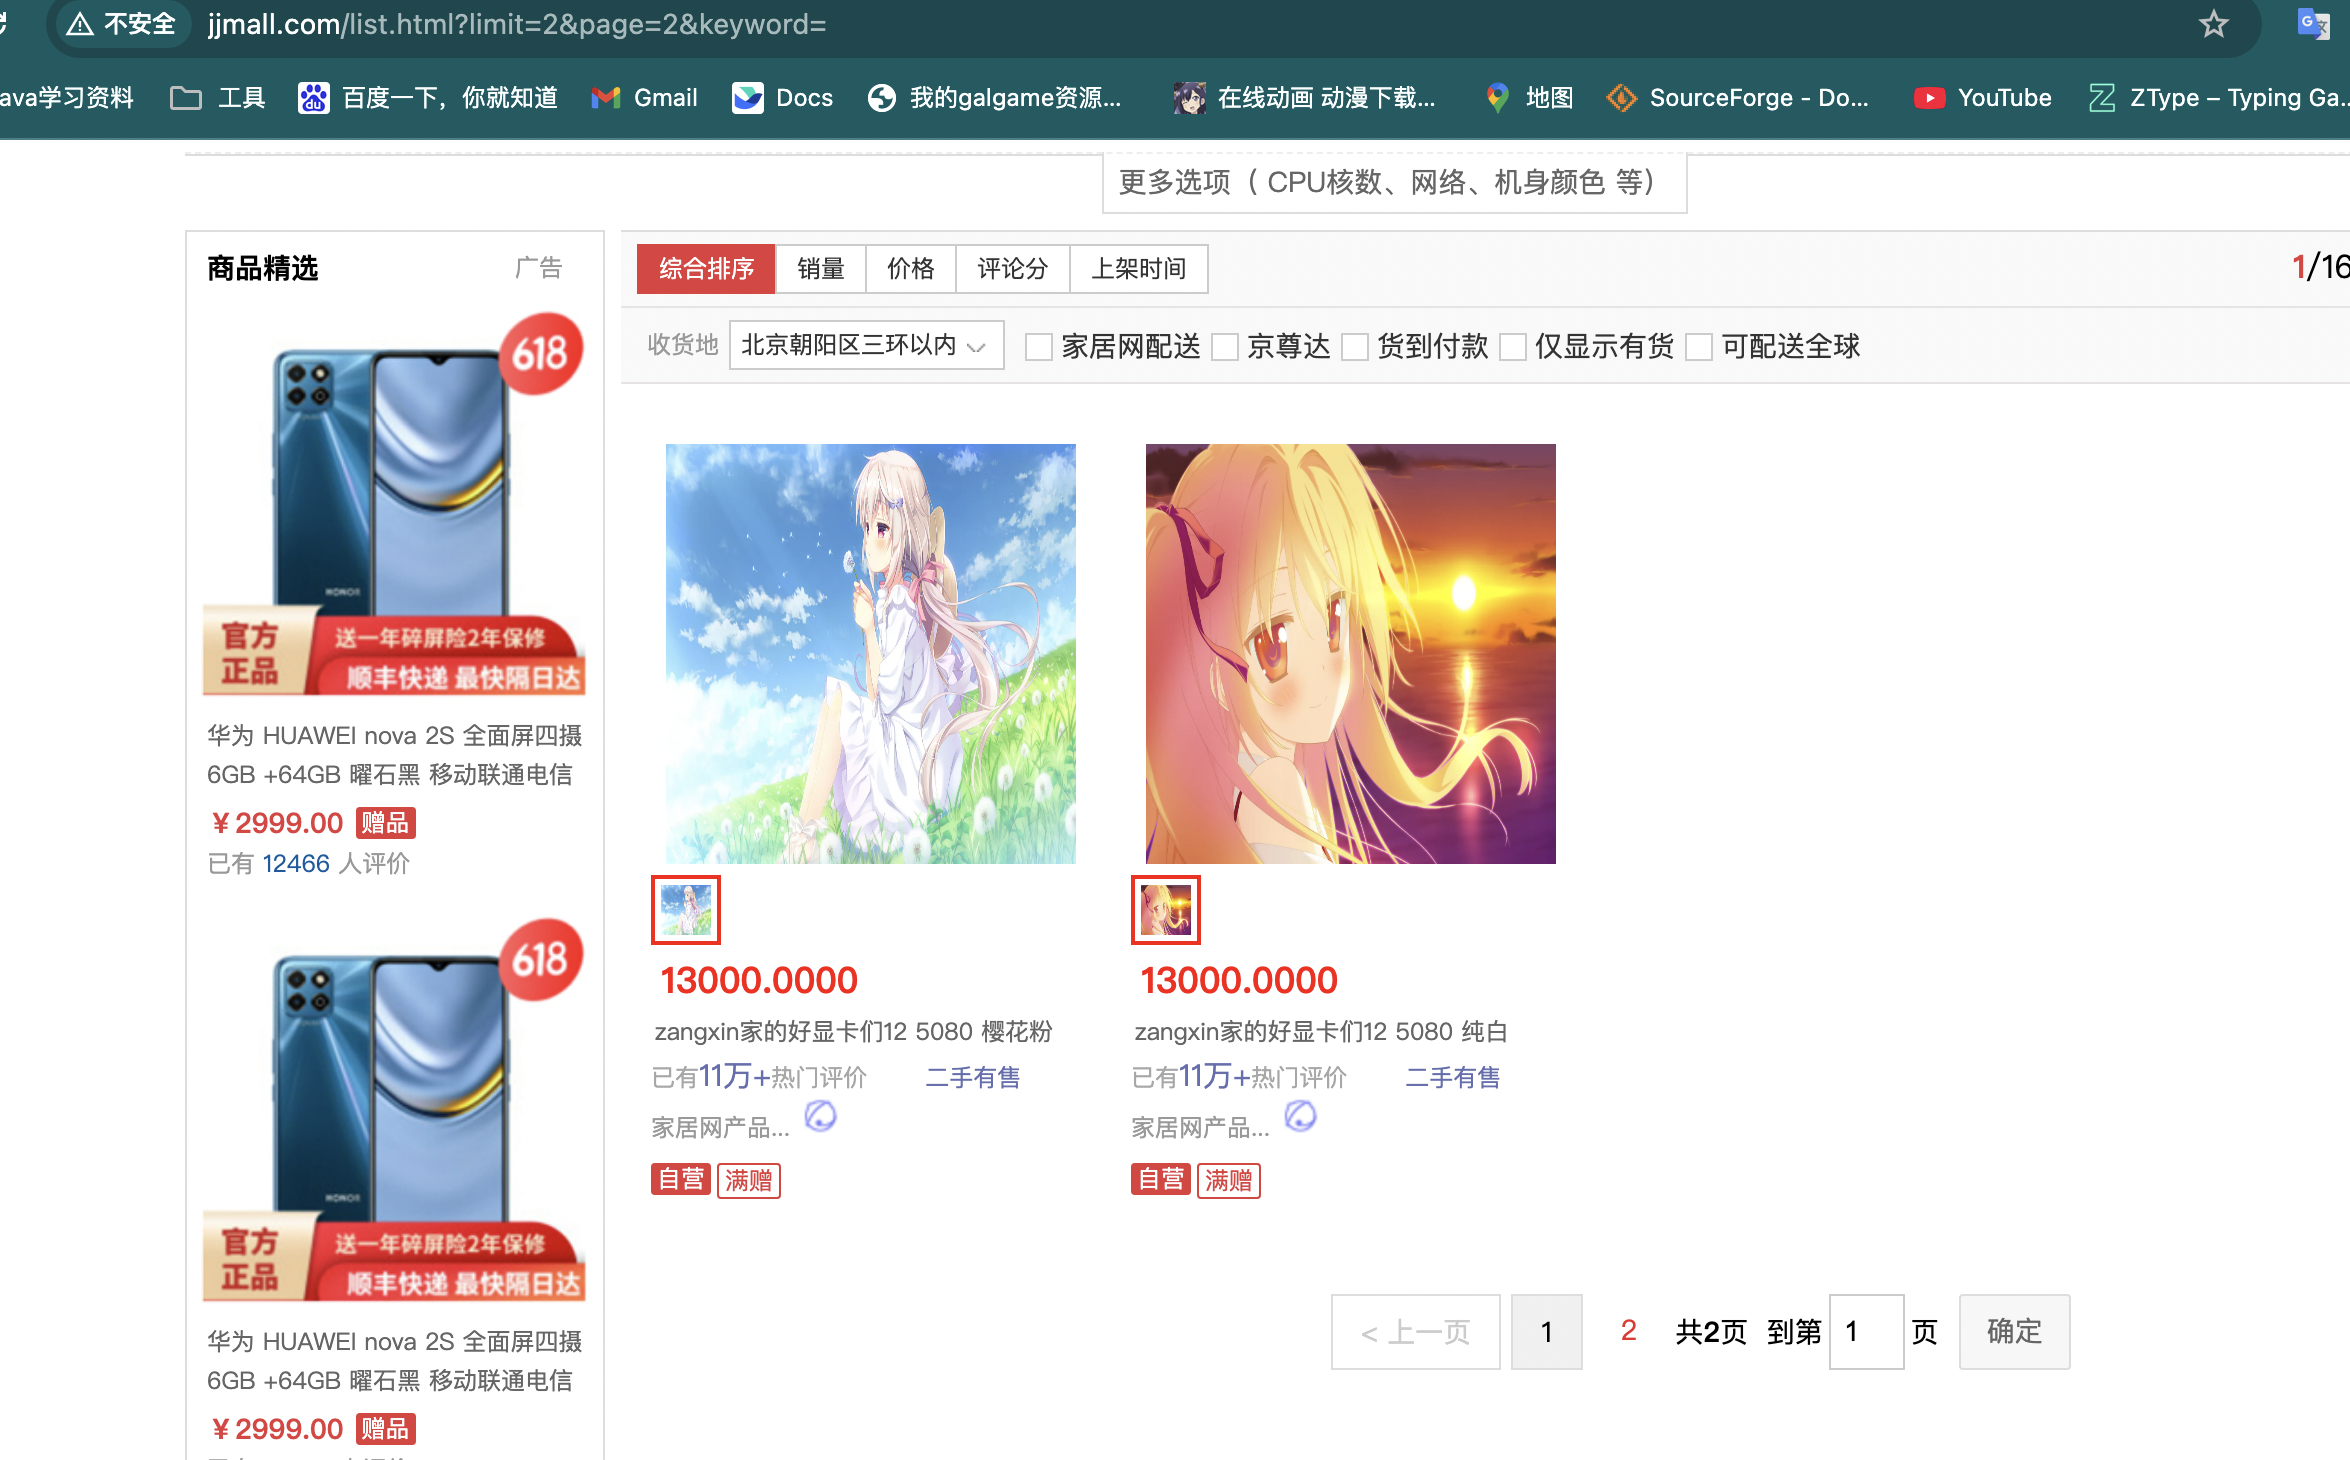 不安全 jjmall.com/list.html?limit=2&page=2&keyword=
ava学习资料 工具 百度一下，你就知道 Gmail Docs 我的galgame资源... 在线动画 动漫下载... 地图 SourceForge - Do... YouTube ZType – Typing Ga...
更多选项（ CPU核数、网络、机身颜色 等）
商品精选 广告
综合排序 销量 价格 评论分 上架时间 1/16
收货地 北京朝阳区三环以内 家居网配送 京尊达 货到付款 仅显示有货 可配送全球
618
HONOR
官方
正品
送一年碎屏险2年保修
顺丰快递 最快隔日达
华为 HUAWEI nova 2S 全面屏四摄
6GB +64GB 曜石黑 移动联通电信
￥2999.00 赠品
已有 12466 人评价
618
HONOR
官方
正品
送一年碎屏险2年保修
顺丰快递 最快隔日达
华为 HUAWEI nova 2S 全面屏四摄
6GB +64GB 曜石黑 移动联通电信
￥2999.00 赠品
13000.0000
zangxin家的好显卡们12 5080 樱花粉
已有11万+热门评价 二手有售
家居网产品...
自营 满赠
13000.0000
zangxin家的好显卡们12 5080 纯白
已有11万+热门评价 二手有售
家居网产品...
自营 满赠
< 上一页 1 2 共2页 到第 1 页 确定